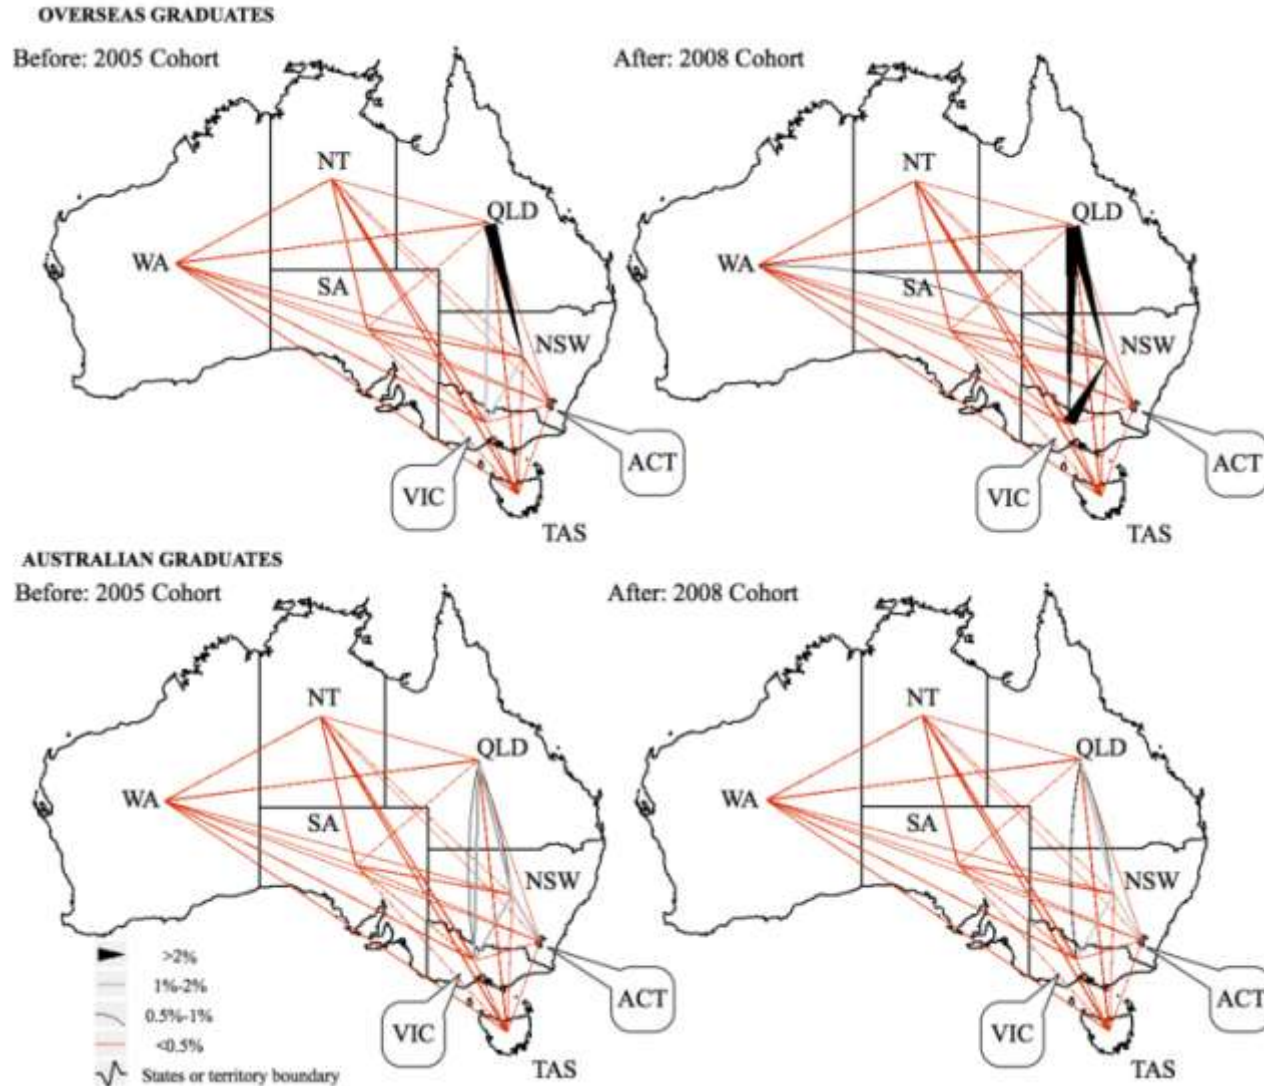 OVERSEAS GRADUATES
Before: 2005 Cohort
After: 2008 Cohort
NT
QLD
WA
SA
NSW
ACT
VIC
TAS
NT
QLD
WA
SA
NSW
ACT
VIC
TAS
AUSTRALIAN GRADUATES
Before: 2005 Cohort
After: 2008 Cohort
NT
QLD
WA
SA
NSW
ACT
VIC
TAS
NT
QLD
WA
SA
NSW
ACT
VIC
TAS
>2%
1%-2%
0.5%-1%
<0.5%
States or territory boundary